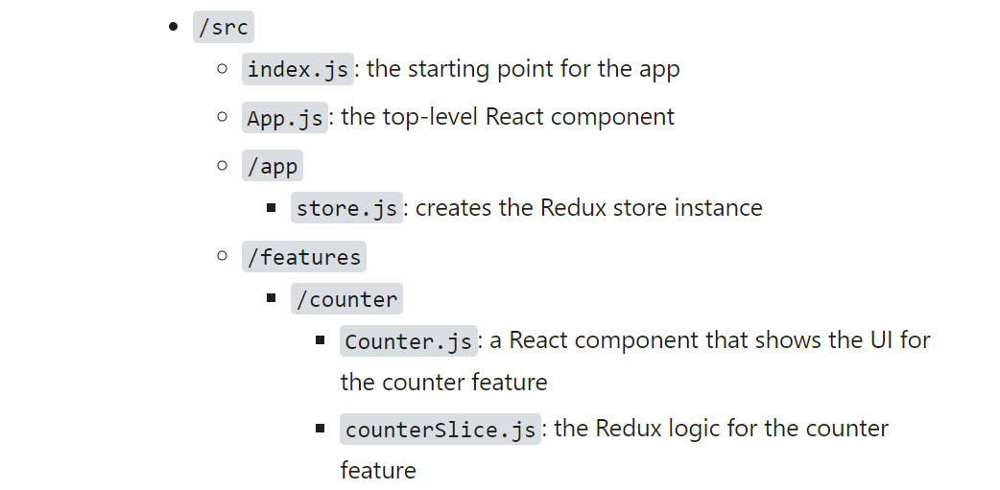 /src
index.js: the starting point for the app
App.js: the top-level React component
/app
store.js: creates the Redux store instance
/features
/counter
Counter.js: a React component that shows the UI for
the counter feature
counterSlice.js: the Redux logic for the counter
feature